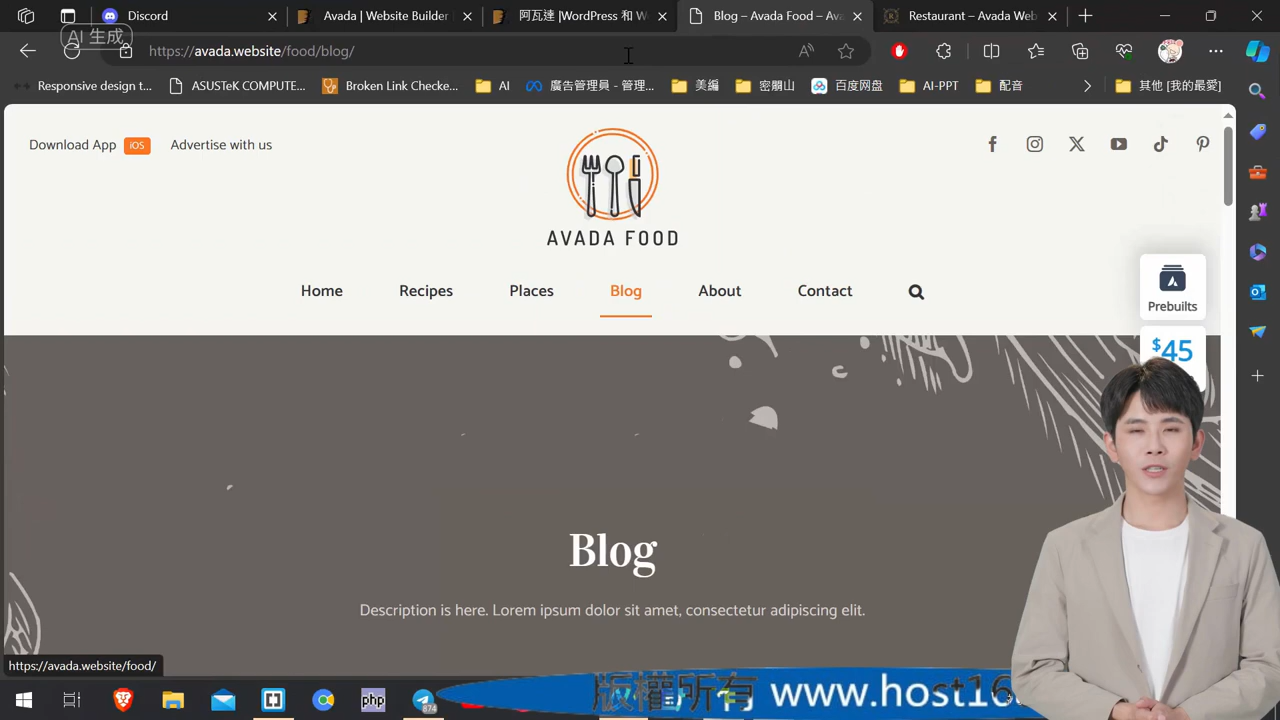 Discord
Avada | Website Builder
阿瓦達 |WordPress 和 W
Blog – Avada Food – Ava
Restaurant – Avada Web
AI 生成
https://avada.website/food/blog/
Responsive design t...
ASUSTeK COMPUTE...
Broken Link Checke...
AI
廣告管理員 - 管理...
美編
密關山
百度网盘
AI-PPT
配音
其他 [我的最愛]
Download App
iOS
Advertise with us
AVADA FOOD
Home
Recipes
Places
Blog
About
Contact
Prebuilts
$45
Blog
Description is here. Lorem ipsum dolor sit amet, consectetur adipiscing elit.
https://avada.website/food/
php
874
版權所有 www.host16